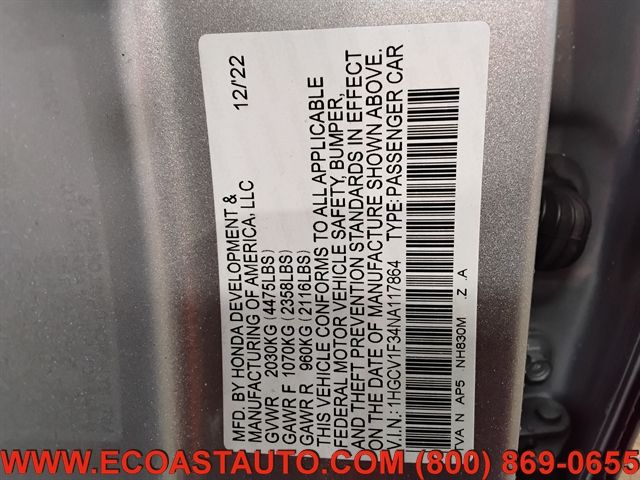 MFD. BY HONDA DEVELOPMENT & 12/'22
MANUFACTURING OF AMERICA, LLC
GVWR 2030KG (4475LBS)
GAWR F 1070KG (2358LBS)
GAWR R 960KG (2116LBS)
THIS VEHICLE CONFORMS TO ALL APPLICABLE
FEDERAL MOTOR VEHICLE SAFETY, BUMPER,
AND THEFT PREVENTION STANDARDS IN EFFECT
ON THE DATE OF MANUFACTURE SHOWN ABOVE.
V.I.N.: 1HGCV1F34NA117864 TYPE: PASSENGER CAR
TVA N AP5 NH830M .Z .A
WWW.ECOASTAUTO.COM (800) 869-0655